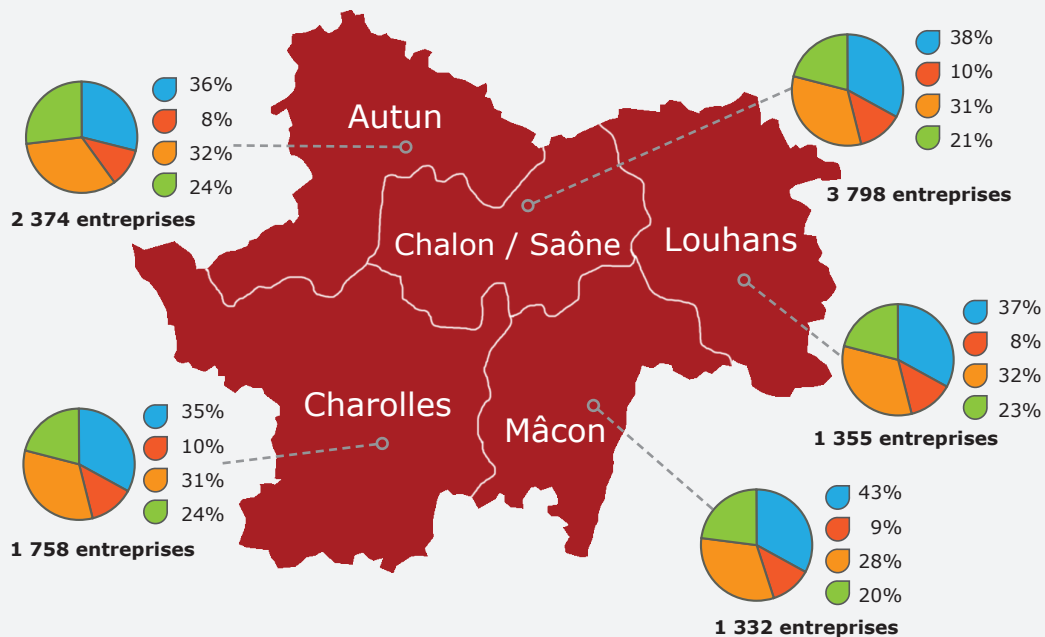 36%
8%
32%
24%
2 374 entreprises
38%
10%
31%
21%
3 798 entreprises
Autun
Chalon / Saône
Louhans
37%
8%
32%
23%
1 355 entreprises
Charolles
Mâcon
35%
10%
31%
24%
1 758 entreprises
43%
9%
28%
20%
1 332 entreprises